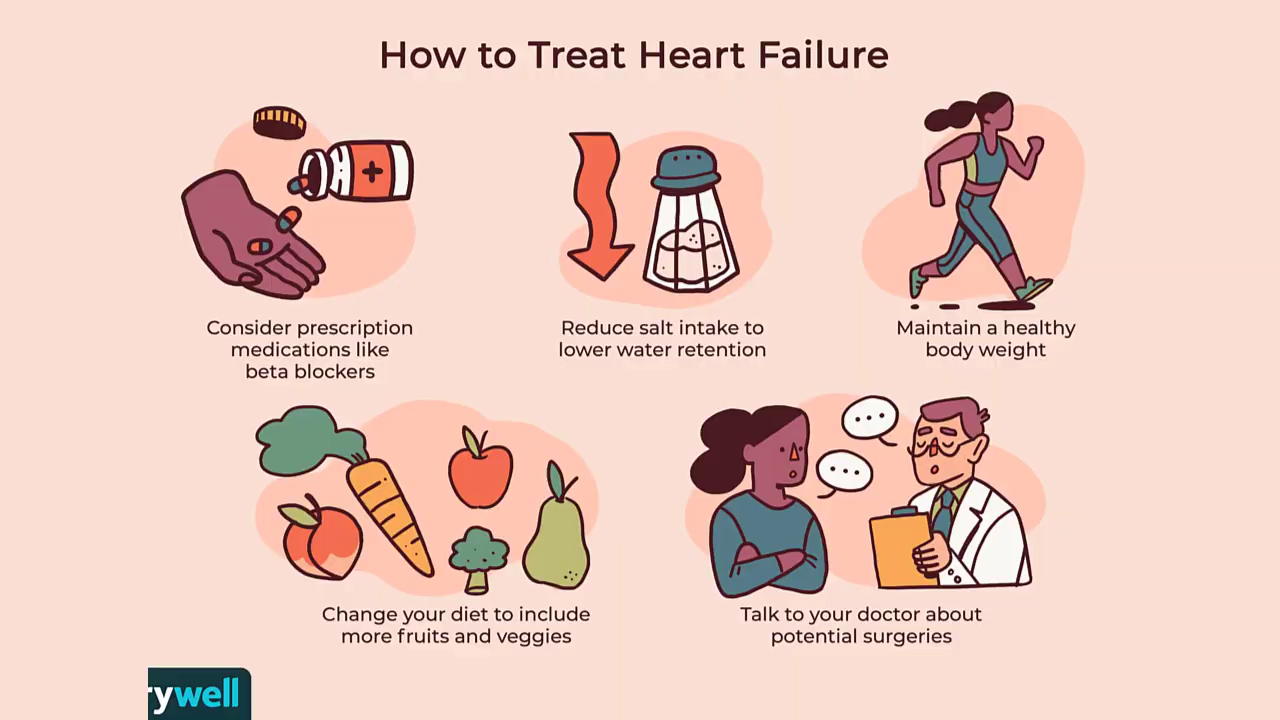 How to Treat Heart Failure
Consider prescription
medications like
beta blockers
Reduce salt intake to
lower water retention
Maintain a healthy
body weight
Change your diet to include
more fruits and veggies
Talk to your doctor about
potential surgeries
rywell